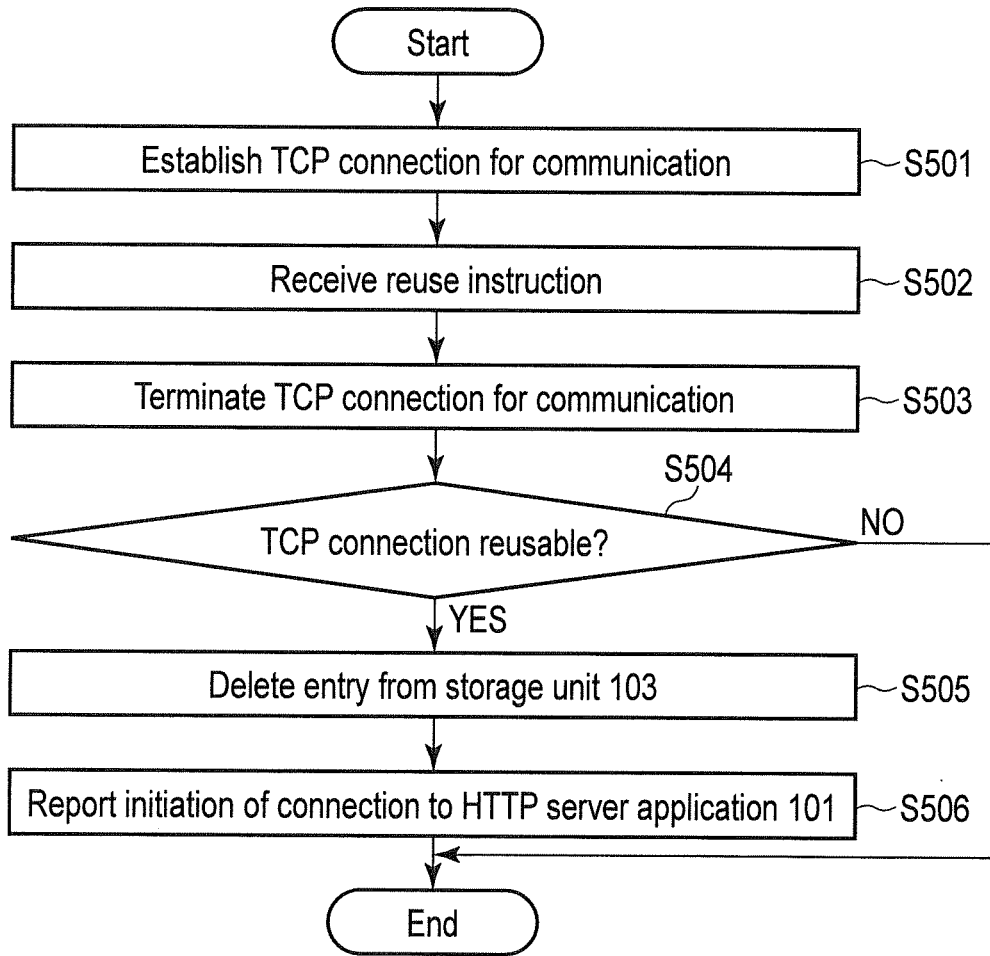 Start
Establish TCP connection for communication
S501
Receive reuse instruction
S502
Terminate TCP connection for communication
S503
S504
TCP connection reusable?
NO
YES
Delete entry from storage unit 103
S505
Report initiation of connection to HTTP server application 101
S506
End